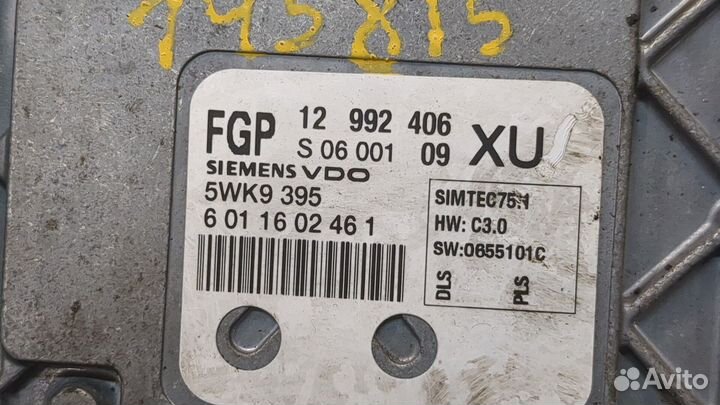 145815
FGP 12 992 406 XU
S 06 001 09
SIEMENS VDO
5WK9 395
6 01 16 02 46 1
SIMTEC75.1
HW: C3.0
SW:0655101C
DLS PLS
Avito